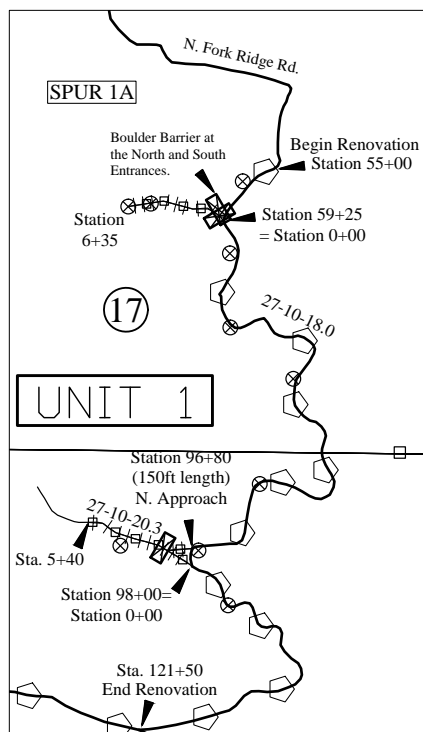 N. Fork Ridge Rd.
SPUR 1A
Boulder Barrier at
the North and South
Entrances.
Begin Renovation
Station 55+00
Station
6+35
Station 59+25
= Station 0+00
17
27-10-18.0
UNIT 1
Station 96+80
(150ft length)
N. Approach
27-10-20.3
Sta. 5+40
Station 98+00=
Station 0+00
Sta. 121+50
End Renovation